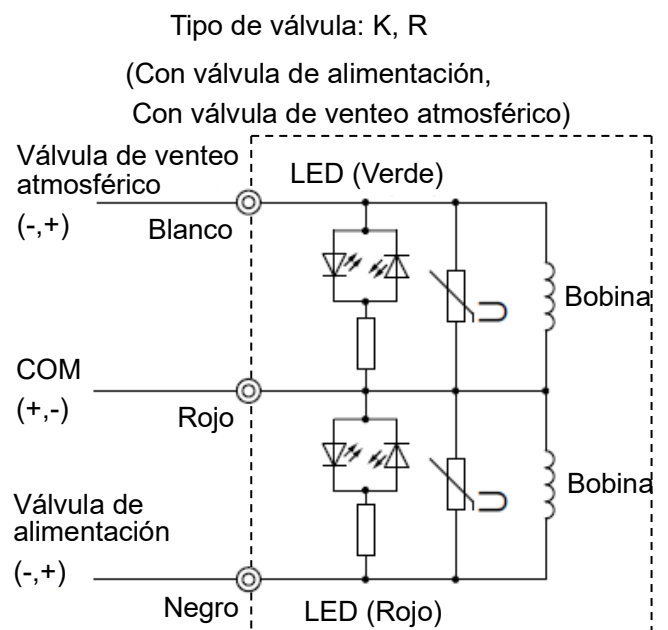 Tipo de válvula: K, R
(Con válvula de alimentación,
Con válvula de venteo atmosférico)
Válvula de venteo
atmosférico
(-,+)
Blanco
LED (Verde)
Bobina
COM
(+,-)
Rojo
Bobina
Válvula de
alimentación
(-,+)
Negro
LED (Rojo)